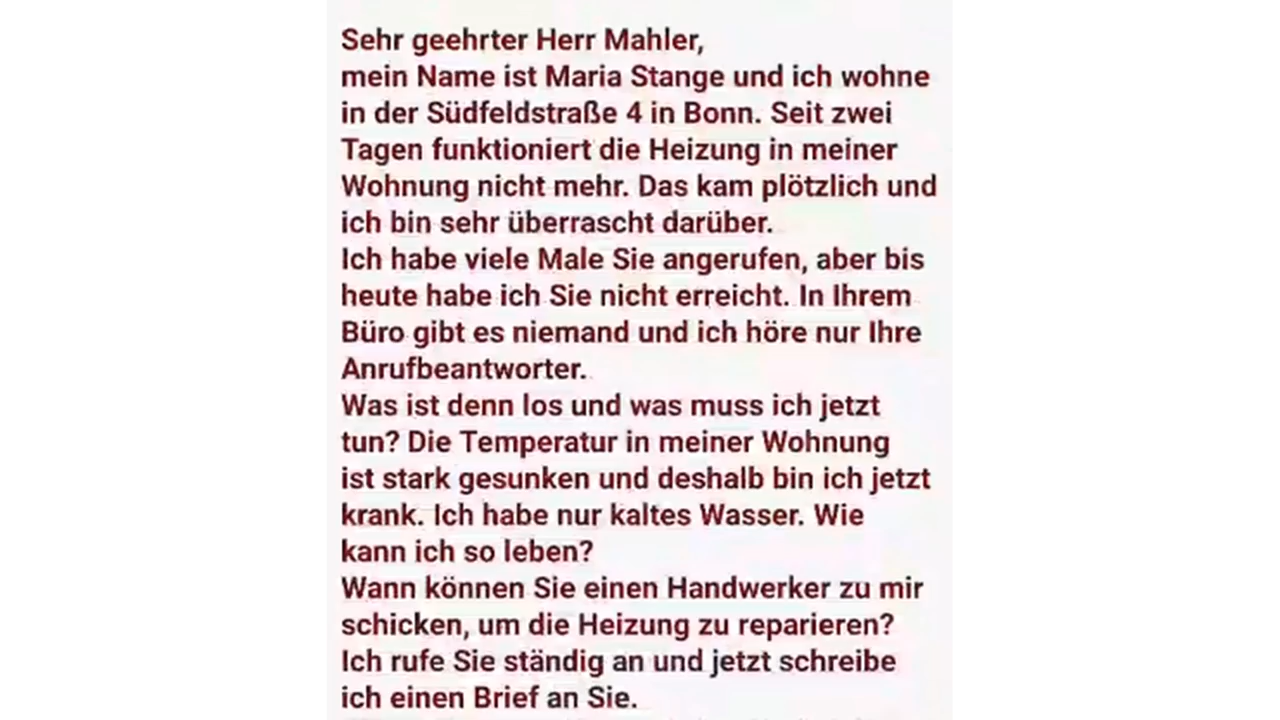 Sehr geehrter Herr Mahler,
mein Name ist Maria Stange und ich wohne
in der Südfeldstraße 4 in Bonn. Seit zwei
Tagen funktioniert die Heizung in meiner
Wohnung nicht mehr. Das kam plötzlich und
ich bin sehr überrascht darüber.
Ich habe viele Male Sie angerufen, aber bis
heute habe ich Sie nicht erreicht. In Ihrem
Büro gibt es niemand und ich höre nur Ihre
Anrufbeantworter.
Was ist denn los und was muss ich jetzt
tun? Die Temperatur in meiner Wohnung
ist stark gesunken und deshalb bin ich jetzt
krank. Ich habe nur kaltes Wasser. Wie
kann ich so leben?
Wann können Sie einen Handwerker zu mir
schicken, um die Heizung zu reparieren?
Ich rufe Sie ständig an und jetzt schreibe
ich einen Brief an Sie.